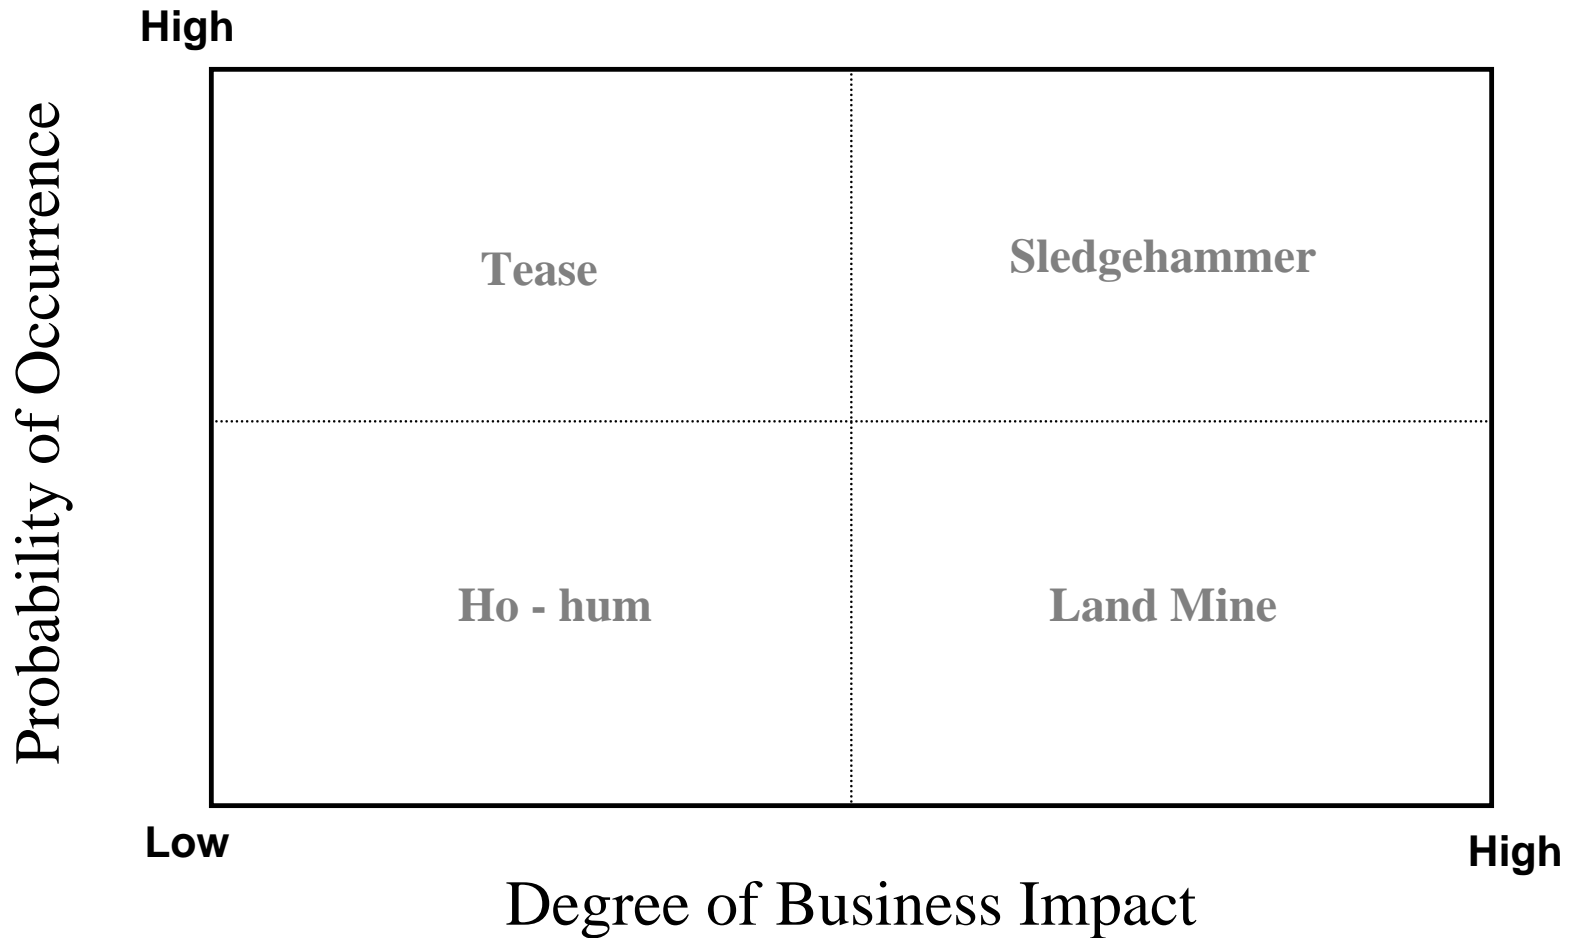 High
Probability of Occurrence
Tease
Sledgehammer
Ho - hum
Land Mine
Low
High
Degree of Business Impact